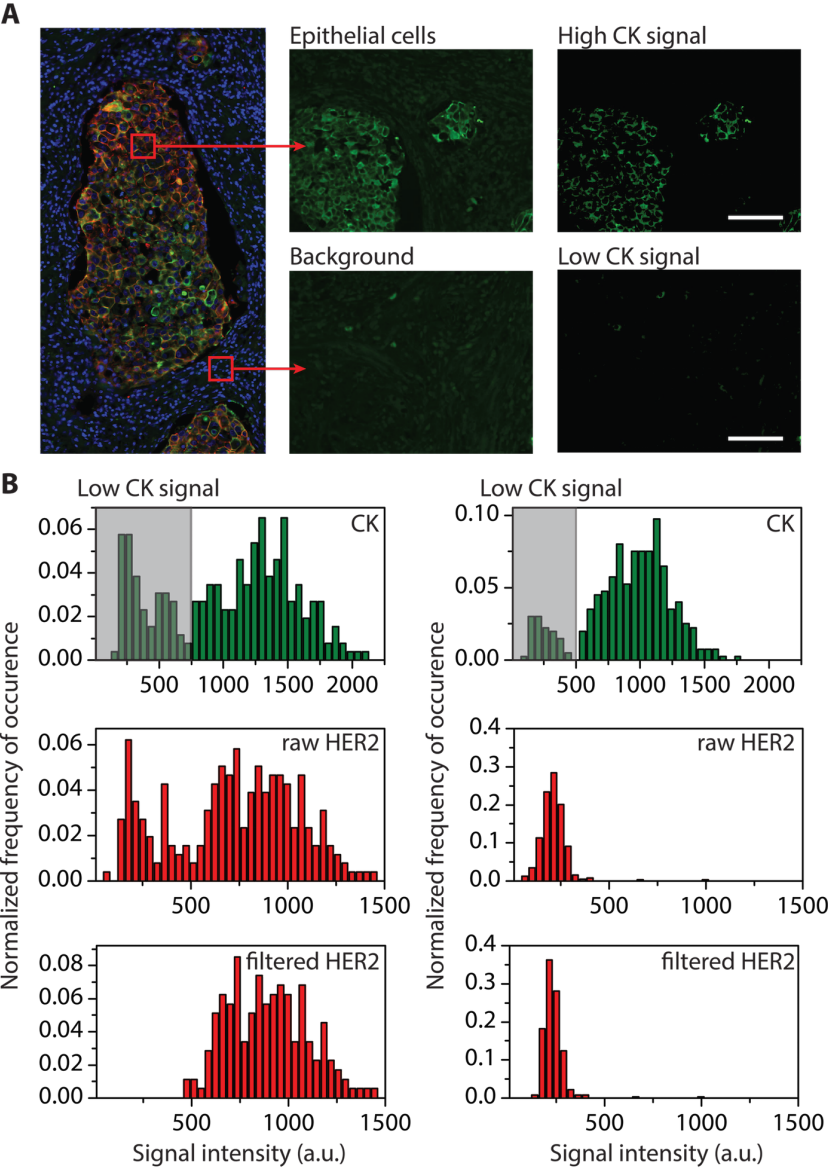 A
Epithelial cells
High CK signal
Background
Low CK signal
B
Low CK signal
Low CK signal
Normalized frequency of occurence
CK
0.06
0.04
0.02
0.00
500
1000
1500
2000
raw HER2
0.06
0.04
0.02
0.00
500
1000
1500
filtered HER2
0.08
0.06
0.04
0.02
0.00
500
1000
1500
Signal intensity (a.u.)
Normalized frequency of occurence
CK
0.10
0.05
0.00
500
1000
1500
2000
raw HER2
0.4
0.3
0.2
0.1
0.0
500
1000
1500
filtered HER2
0.4
0.3
0.2
0.1
0.0
500
1000
1500
Signal intensity (a.u.)